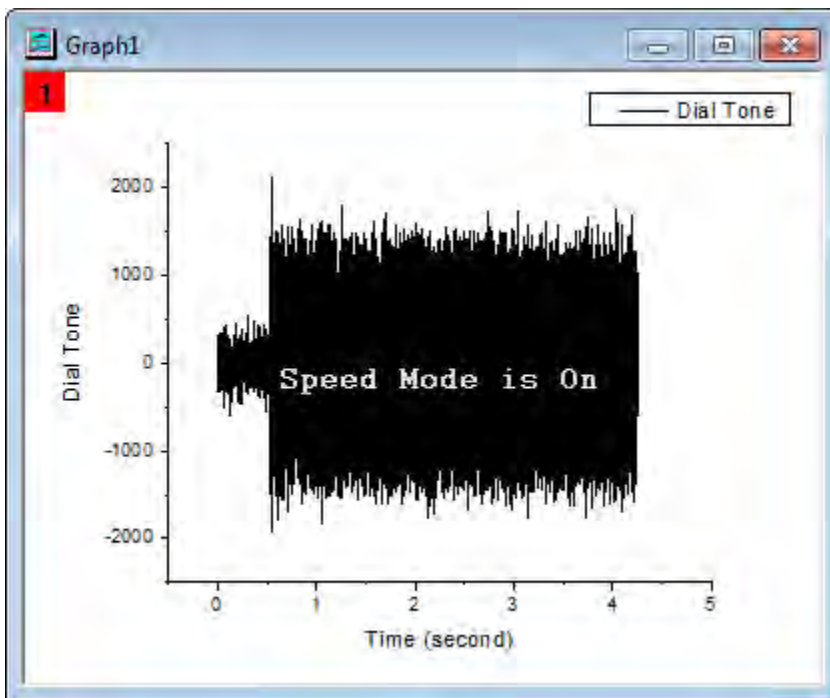 Graph1
1
Dial Tone
2000
1000
0
-1000
-2000
Dial Tone
Speed Mode is On
0 1 2 3 4 5
Time (second)